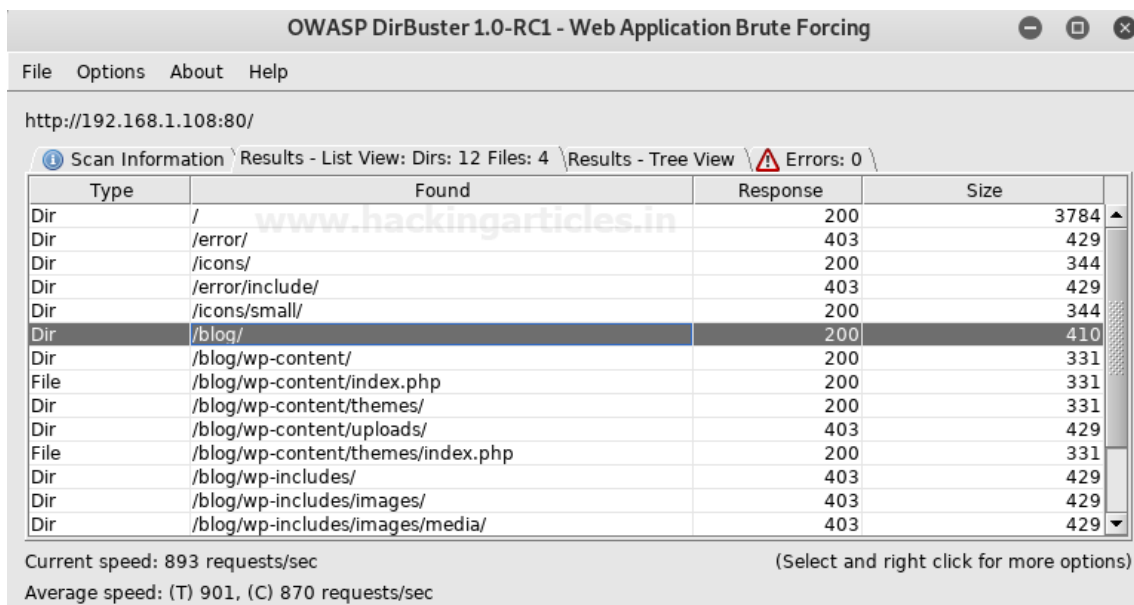 OWASP DirBuster 1.0-RC1 - Web Application Brute Forcing
File Options About Help
http://192.168.1.108:80/
Scan Information Results - List View: Dirs: 12 Files: 4 Results - Tree View Errors: 0
Type Found Response Size
www.hackingarticles.in
Dir / 200 3784
Dir /error/ 403 429
Dir /icons/ 200 344
Dir /error/include/ 403 429
Dir /icons/small/ 200 344
Dir /blog/ 200 410
Dir /blog/wp-content/ 200 331
File /blog/wp-content/index.php 200 331
Dir /blog/wp-content/themes/ 200 331
Dir /blog/wp-content/uploads/ 403 429
File /blog/wp-content/themes/index.php 200 331
Dir /blog/wp-includes/ 403 429
Dir /blog/wp-includes/images/ 403 429
Dir /blog/wp-includes/images/media/ 403 429
Current speed: 893 requests/sec (Select and right click for more options)
Average speed: (T) 901, (C) 870 requests/sec